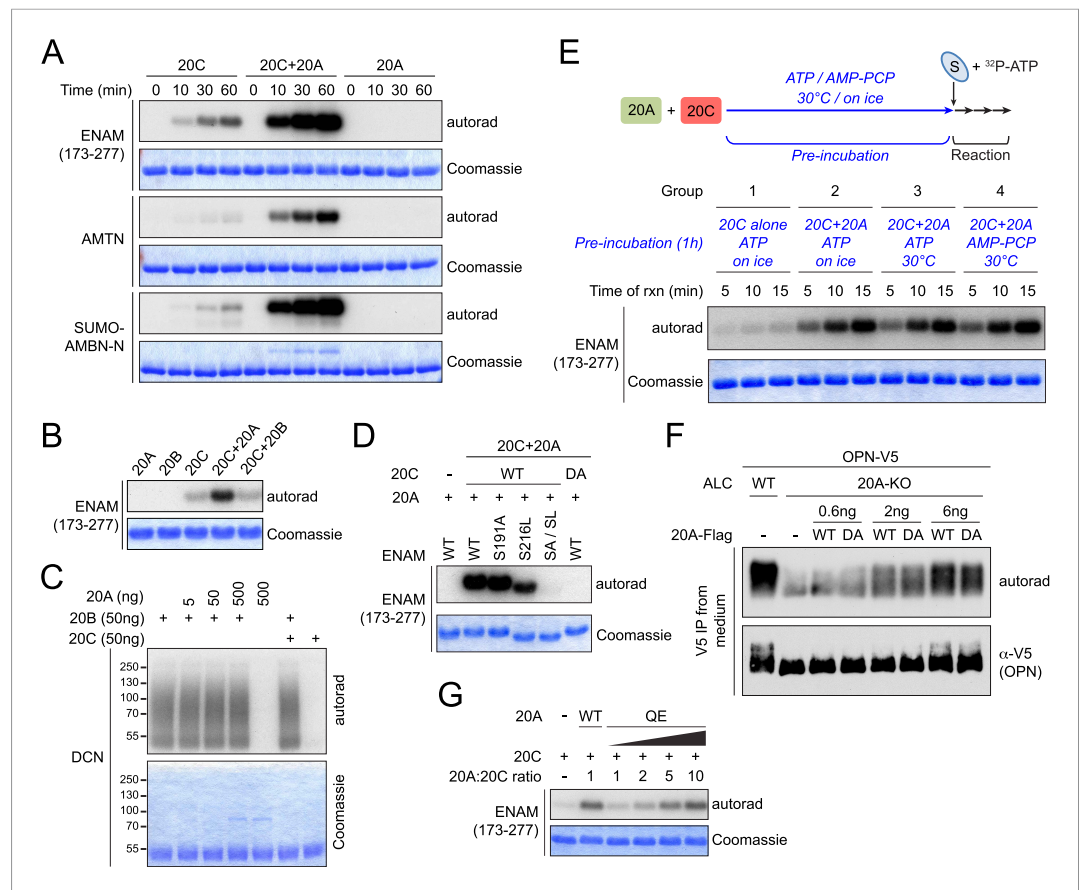 A
20C
20C+20A
20A
Time (min)
0 10 30 60 0 10 30 60 0 10 30 60
ENAM
(173-277)
autorad
Coomassie
AMTN
autorad
Coomassie
SUMO-
AMBN-N
autorad
Coomassie
B
20A 20B 20C 20C+20A 20C+20B
ENAM
(173-277)
autorad
Coomassie
C
20A (ng) 5 50 500 500
20B (50ng) + + + + +
20C (50ng) + +
DCN
250
130
100
70
55
autorad
250
130
100
70
55
Coomassie
D
20C+20A
20C - WT DA
20A + + + + + +
ENAM WT WT S191A S216L SA / SL WT
ENAM
(173-277)
autorad
Coomassie
E
S + ³²P-ATP
ATP / AMP-PCP
30°C / on ice
20A + 20C
Pre-incubation
Reaction
Group 1 2 3 4
Pre-incubation (1h)
20C alone ATP on ice
20C+20A ATP on ice
20C+20A ATP 30°C
20C+20A AMP-PCP 30°C
Time of rxn (min) 5 10 15 5 10 15 5 10 15 5 10 15
ENAM
(173-277)
autorad
Coomassie
F
OPN-V5
ALC WT 20A-KO
0.6ng 2ng 6ng
20A-Flag - - WT DA WT DA WT DA
V5 IP from
medium
autorad
α-V5
(OPN)
G
20A - WT QE
20C + + + + + +
20A:20C ratio - 1 1 2 5 10
ENAM
(173-277)
autorad
Coomassie